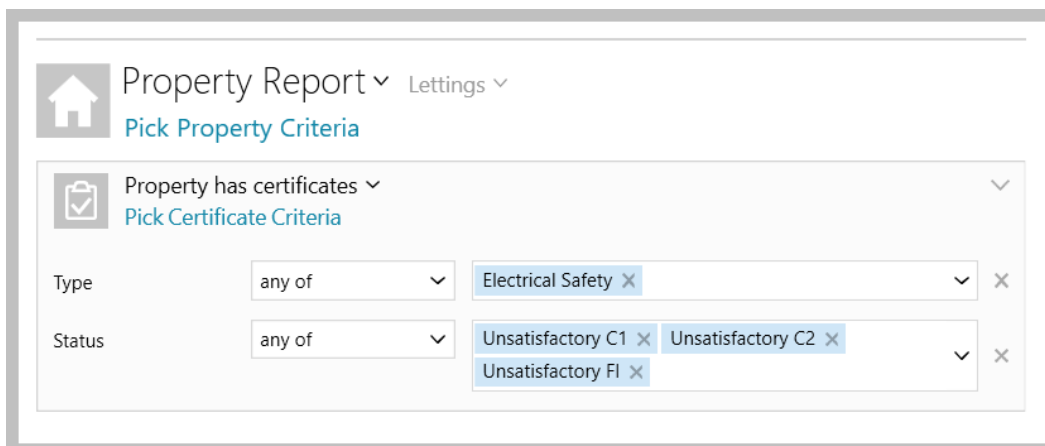 Property Report Lettings
Pick Property Criteria
Property has certificates
Pick Certificate Criteria
Type any of Electrical Safety
Status any of Unsatisfactory C1 Unsatisfactory C2
Unsatisfactory FI